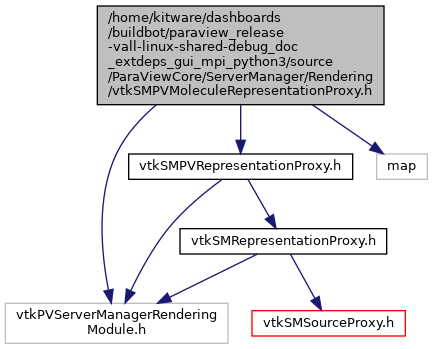 /home/kitware/dashboards
/buildbot/paraview_release
-vall-linux-shared-debug_doc
_extdeps_gui_mpi_python3/source
/ParaViewCore/ServerManager/Rendering
/vtkSMPVMoleculeRepresentationProxy.h
vtkSMPVRepresentationProxy.h
map
vtkSMRepresentationProxy.h
vtkPVServerManagerRendering
Module.h
vtkSMSourceProxy.h